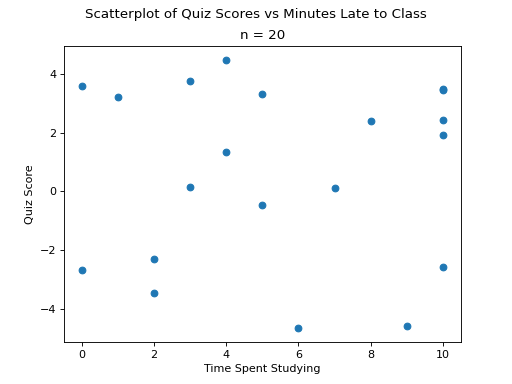 Scatterplot of Quiz Scores vs Minutes Late to Class
n = 20
4
2
0
−2
−4
Quiz Score
0 2 4 6 8 10
Time Spent Studying